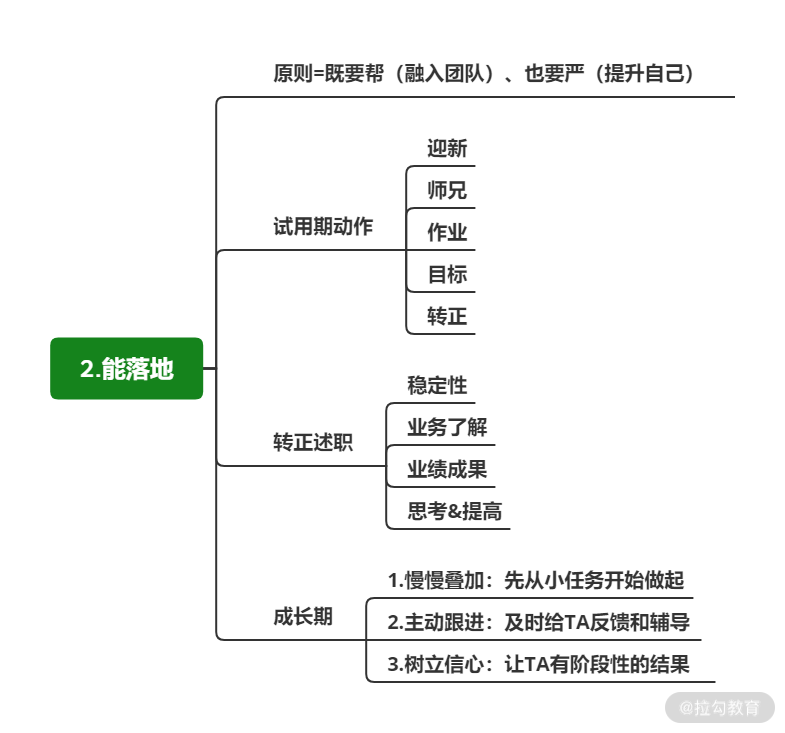 原则=既要帮（融入团队）、也要严（提升自己）
迎新
师兄
试用期动作
作业
目标
转正
2.能落地
稳定性
业务了解
转正述职
业绩成果
思考&提高
1.慢慢叠加：先从小任务开始做起
成长期
2.主动跟进：及时给TA反馈和辅导
3.树立信心：让TA有阶段性的结果
@拉勾教育